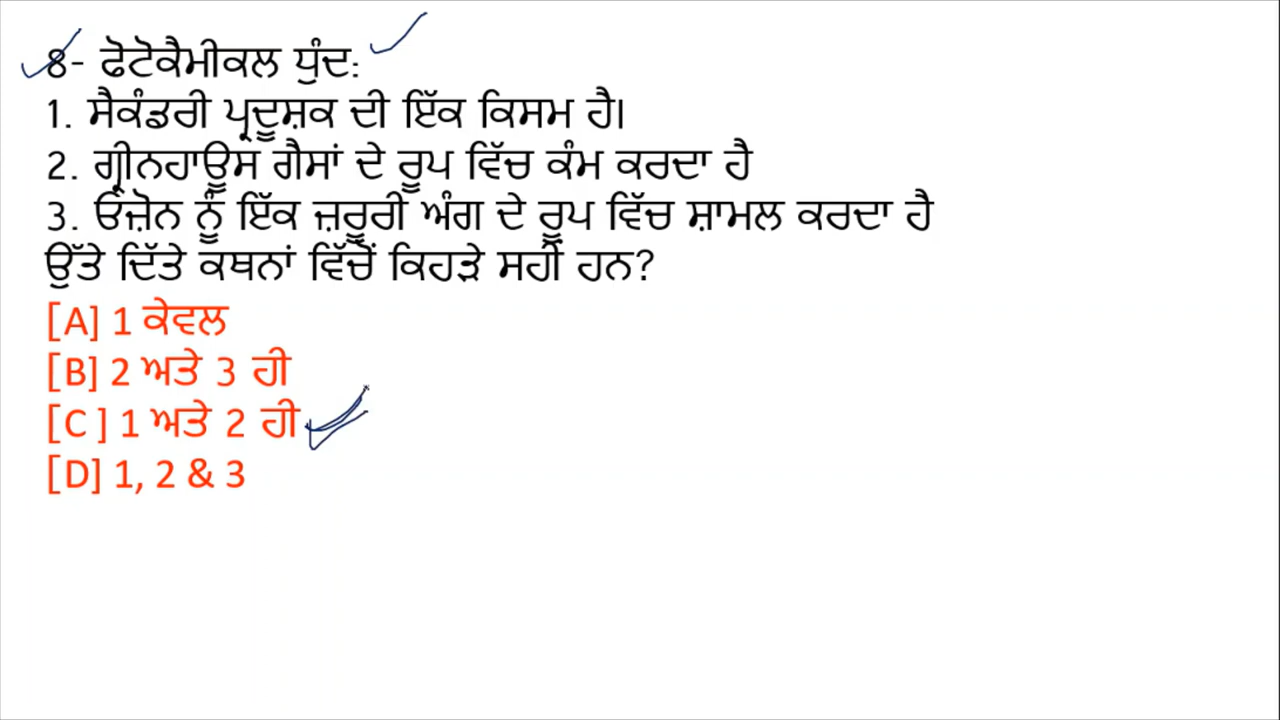 8- ਫੋਟੋਕੈਮੀਕਲ ਧੁੰਦ:
1. ਸੈਕੰਡਰੀ ਪ੍ਰਦੂਸ਼ਕ ਦੀ ਇੱਕ ਕਿਸਮ ਹੈ।
2. ਗ੍ਰੀਨਹਾਊਸ ਗੈਸਾਂ ਦੇ ਰੂਪ ਵਿੱਚ ਕੰਮ ਕਰਦਾ ਹੈ
3. ਓਜ਼ੋਨ ਨੂੰ ਇੱਕ ਜ਼ਰੂਰੀ ਅੰਗ ਦੇ ਰੂਪ ਵਿੱਚ ਸ਼ਾਮਲ ਕਰਦਾ ਹੈ
ਉੱਤੇ ਦਿੱਤੇ ਕਥਨਾਂ ਵਿੱਚੋਂ ਕਿਹੜੇ ਸਹੀ ਹਨ?
[A] 1 ਕੇਵਲ
[B] 2 ਅਤੇ 3 ਹੀ
[C ] 1 ਅਤੇ 2 ਹੀ
[D] 1, 2 & 3